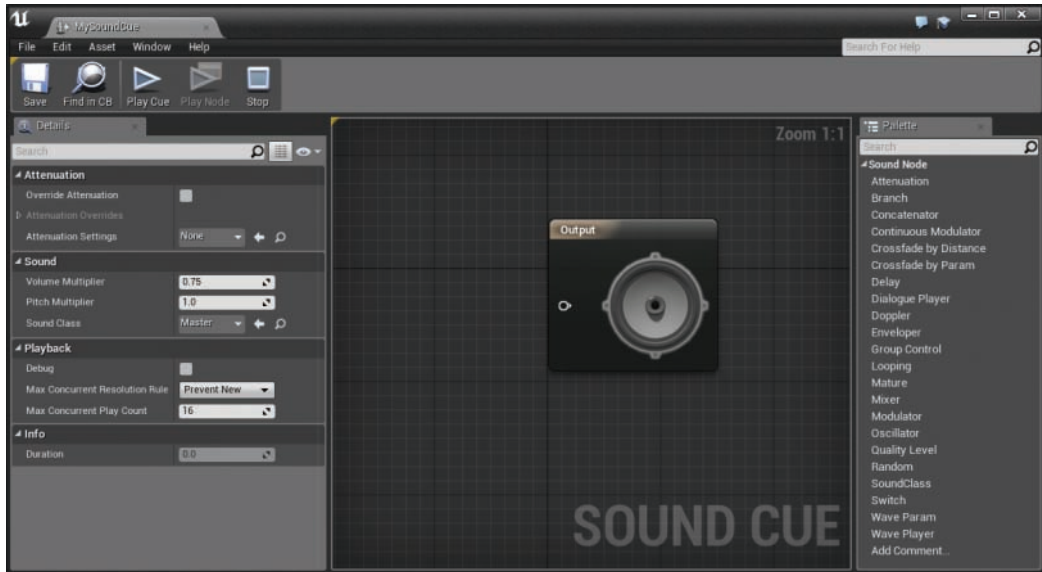 MySoundCue
File Edit Asset Window Help
Search For Help
Save Find in CB Play Cue Play Node Stop
Details
Search
Attenuation
Override Attenuation
Attenuation Overrides
Attenuation Settings None
Sound
Volume Multiplier 0.75
Pitch Multiplier 1.0
Sound Class Master
Playback
Debug
Max Concurrent Resolution Rule Prevent New
Max Concurrent Play Count 16
Info
Duration 0.0
Zoom 1:1
Output
SOUND CUE
Palette
Search
Sound Node
Attenuation
Branch
Concatenator
Continuous Modulator
Crossfade by Distance
Crossfade by Param
Delay
Dialogue Player
Doppler
Enveloper
Group Control
Looping
Mature
Mixer
Modulator
Oscillator
Quality Level
Random
SoundClass
Switch
Wave Param
Wave Player
Add Comment...